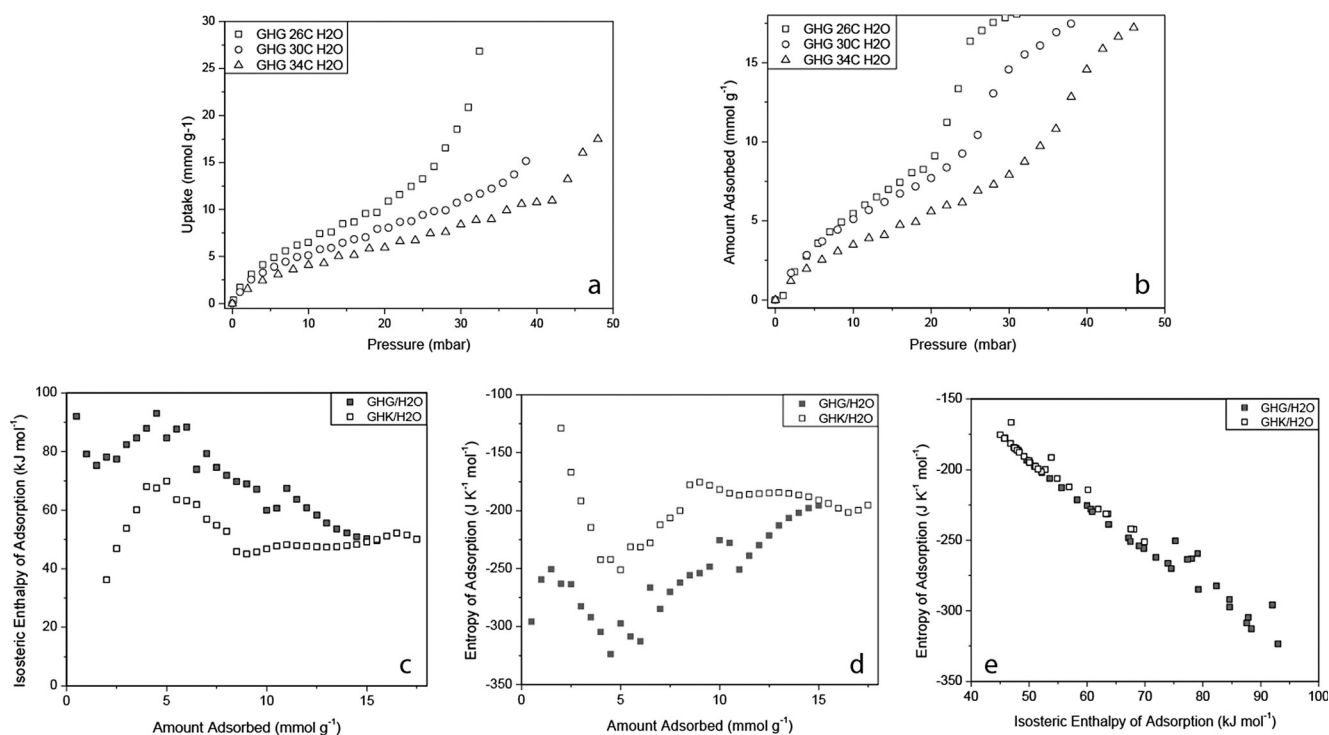 GHG 26C H2O
GHG 30C H2O
GHG 34C H2O
30
25
20
15
10
5
0
Uptake (mmol g-1)
0 10 20 30 40 50
Pressure (mbar)
a
GHG 26C H2O
GHG 30C H2O
GHG 34C H2O
15
10
5
0
Amount Adsorbed (mmol g⁻¹)
0 10 20 30 40 50
Pressure (mbar)
b
GHG/H2O
GHK/H2O
100
80
60
40
20
0
Isosteric Enthalpy of Adsorption (kJ mol⁻¹)
0 5 10 15
Amount Adsorbed (mmol g⁻¹)
c
GHG/H2O
GHK/H2O
-100
-150
-200
-250
-300
-350
Entropy of Adsorption (J K⁻¹ mol⁻¹)
0 5 10 15
Amount Adsorbed (mmol g⁻¹)
d
GHG/H2O
GHK/H2O
-150
-200
-250
-300
-350
Entropy of Adsorption (J K⁻¹ mol⁻¹)
40 50 60 70 80 90 100
Isosteric Enthalpy of Adsorption (kJ mol⁻¹)
e